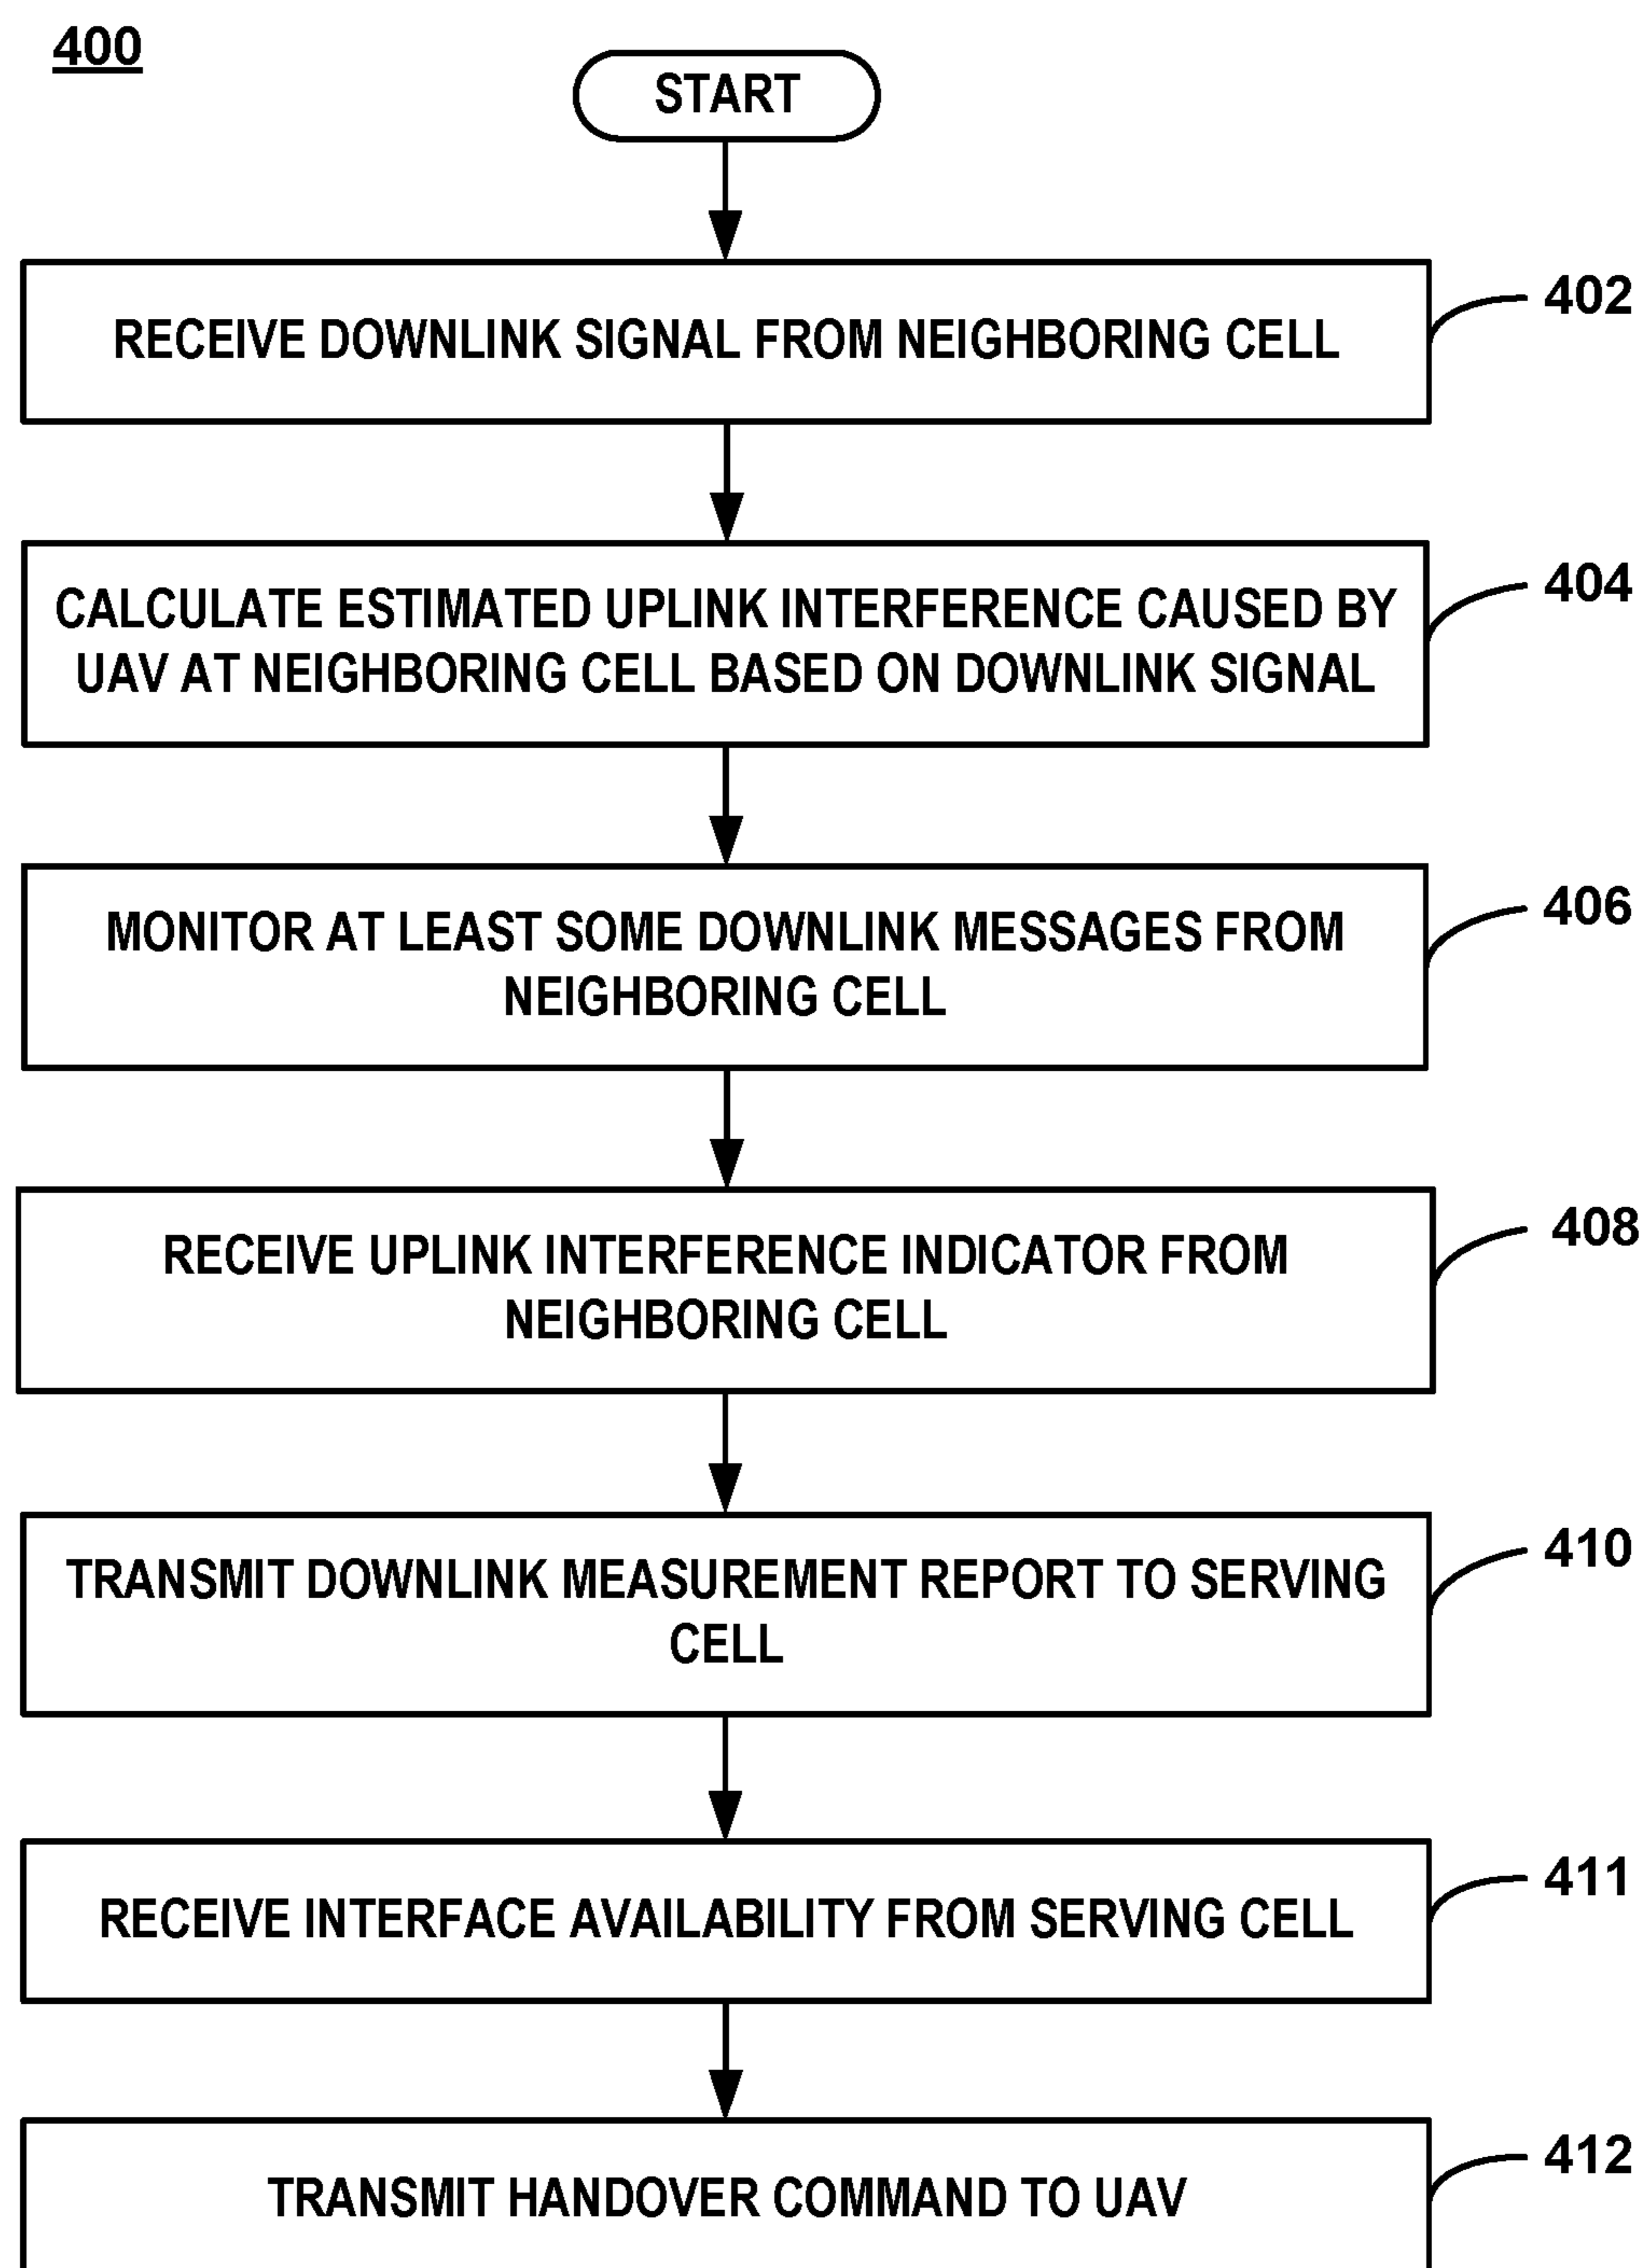 400
START
RECEIVE DOWNLINK SIGNAL FROM NEIGHBORING CELL
402
CALCULATE ESTIMATED UPLINK INTERFERENCE CAUSED BY
UAV AT NEIGHBORING CELL BASED ON DOWNLINK SIGNAL
404
MONITOR AT LEAST SOME DOWNLINK MESSAGES FROM
NEIGHBORING CELL
406
RECEIVE UPLINK INTERFERENCE INDICATOR FROM
NEIGHBORING CELL
408
TRANSMIT DOWNLINK MEASUREMENT REPORT TO SERVING
CELL
410
RECEIVE INTERFACE AVAILABILITY FROM SERVING CELL
411
TRANSMIT HANDOVER COMMAND TO UAV
412